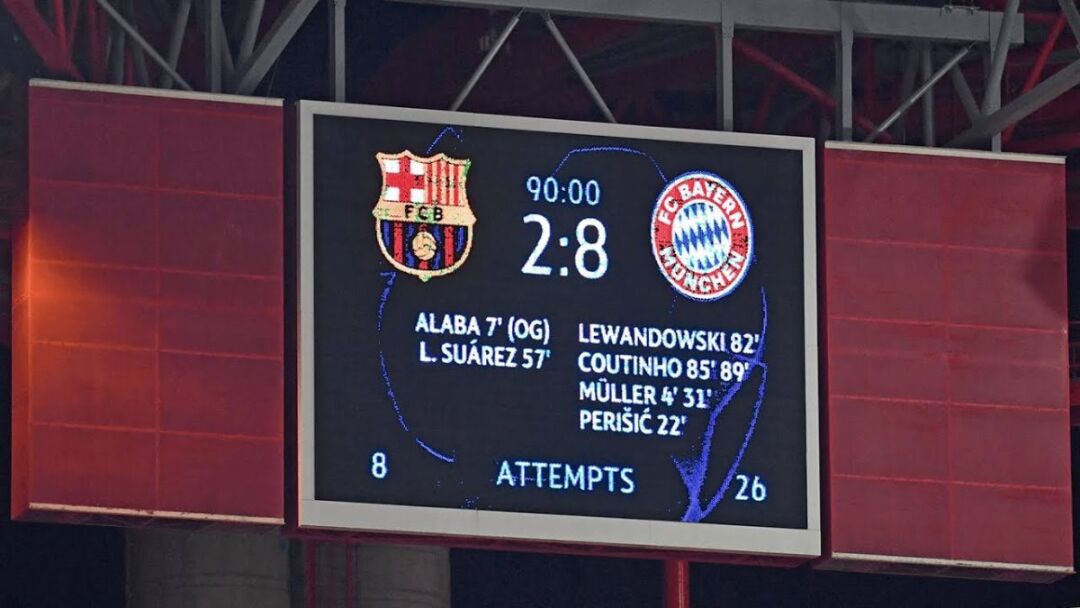 FCB
90:00
2:8
FC BAYERN
MÜNCHEN
ALABA 7' (OG)
L. SUÁREZ 57'
LEWANDOWSKI 82'
COUTINHO 85' 89'
MÜLLER 4' 31'
PERIŠIĆ 22'
8 ATTEMPTS 26